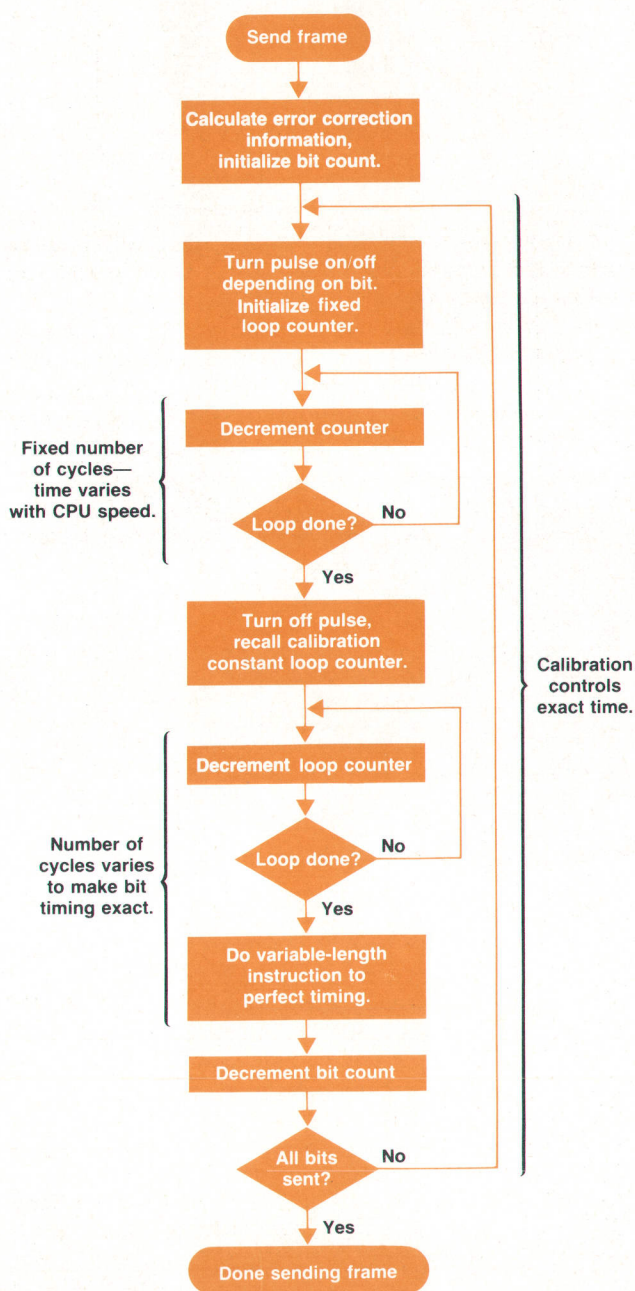 Send frame
Calculate error correction
information,
initialize bit count.
Turn pulse on/off
depending on bit.
Initialize fixed
loop counter.
Fixed number
of cycles—
time varies
with CPU speed.
Decrement counter
Loop done?
No
Yes
Turn off pulse,
recall calibration
constant loop counter.
Calibration
controls
exact time.
Number of
cycles varies
to make bit
timing exact.
Decrement loop counter
Loop done?
No
Yes
Do variable-length
instruction to
perfect timing.
Decrement bit count
All bits
sent?
No
Yes
Done sending frame